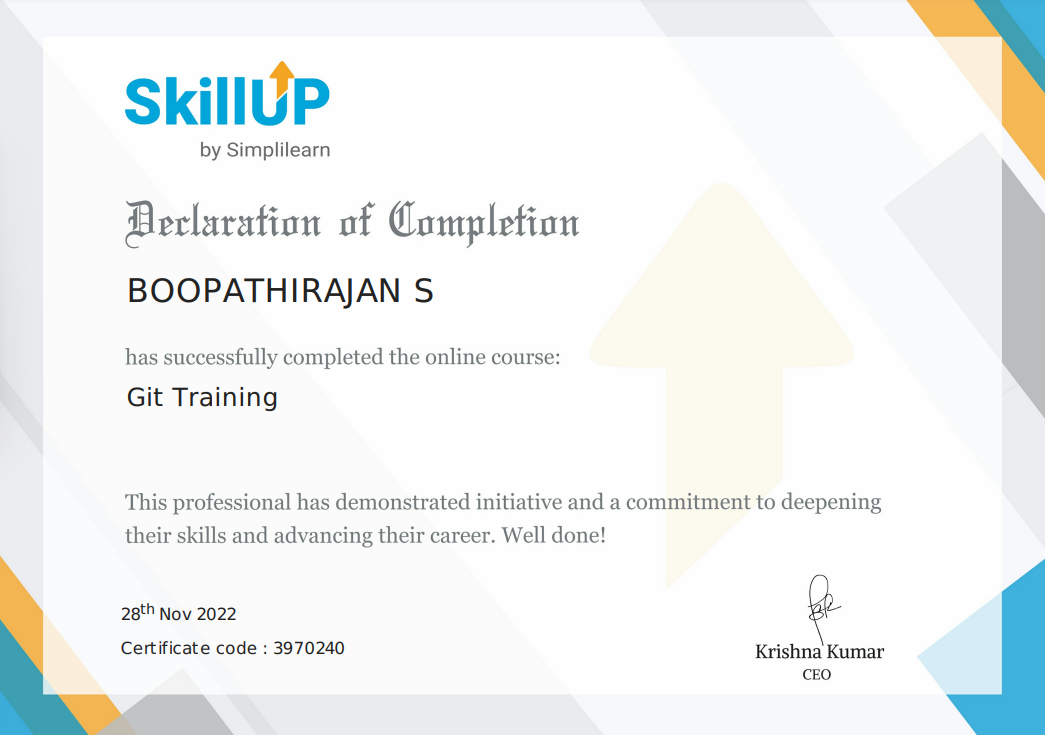 SkillUP
by Simplilearn
Declaration of Completion
BOOPATHIRAJAN S
has successfully completed the online course:
Git Training
This professional has demonstrated initiative and a commitment to deepening
their skills and advancing their career. Well done!
28th Nov 2022
Certificate code : 3970240
Krishna Kumar
CEO